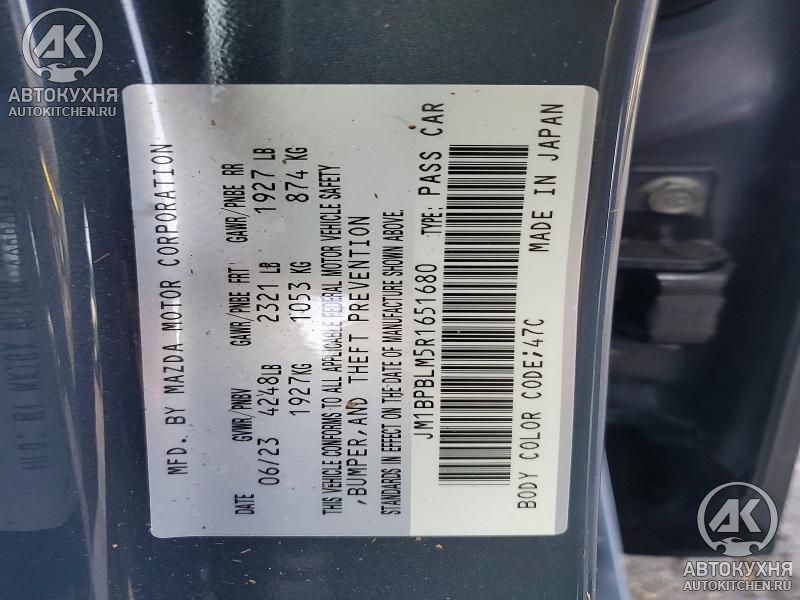 MFD. BY MAZDA MOTOR CORPORATION
DATE GVWR/PNBV GAWR/PNBE FRT GAWR/PNBE RR
06/23 4248LB 2321 LB 1927 LB
1927KG 1053 KG 874 KG
THIS VEHICLE CONFORMS TO ALL APPLICABLE FEDERAL MOTOR VEHICLE SAFETY
,BUMPER,AND THEFT PREVENTION
STANDARDS IN EFFECT ON THE DATE OF MANUFACTURE SHOWN ABOVE.
JM1BPBLM5R1651680 TYPE: PASS CAR
BODY COLOR CODE;47C MADE IN JAPAN
АК
АВТОКУХНЯ
AUTOKITCHEN.RU
АК
АВТОКУХНЯ
AUTOKITCHEN.RU